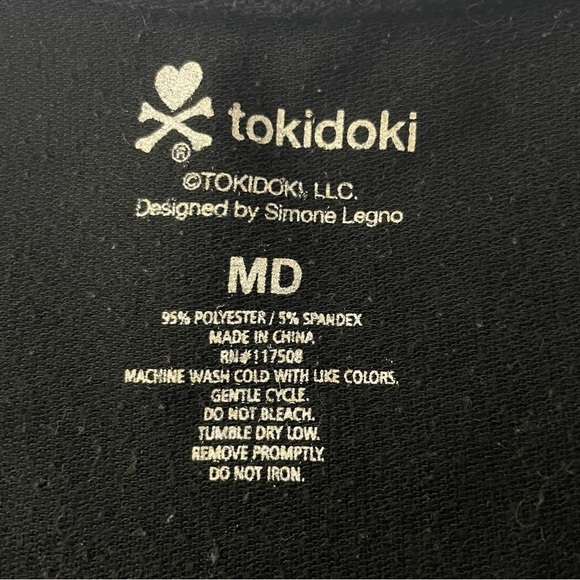 tokidoki
®
©TOKIDOKI, LLC.
Designed by Simone Legno
MD
95% POLYESTER / 5% SPANDEX
MADE IN CHINA
RN#117508
MACHINE WASH COLD WITH LIKE COLORS.
GENTLE CYCLE.
DO NOT BLEACH.
TUMBLE DRY LOW.
REMOVE PROMPTLY.
DO NOT IRON.